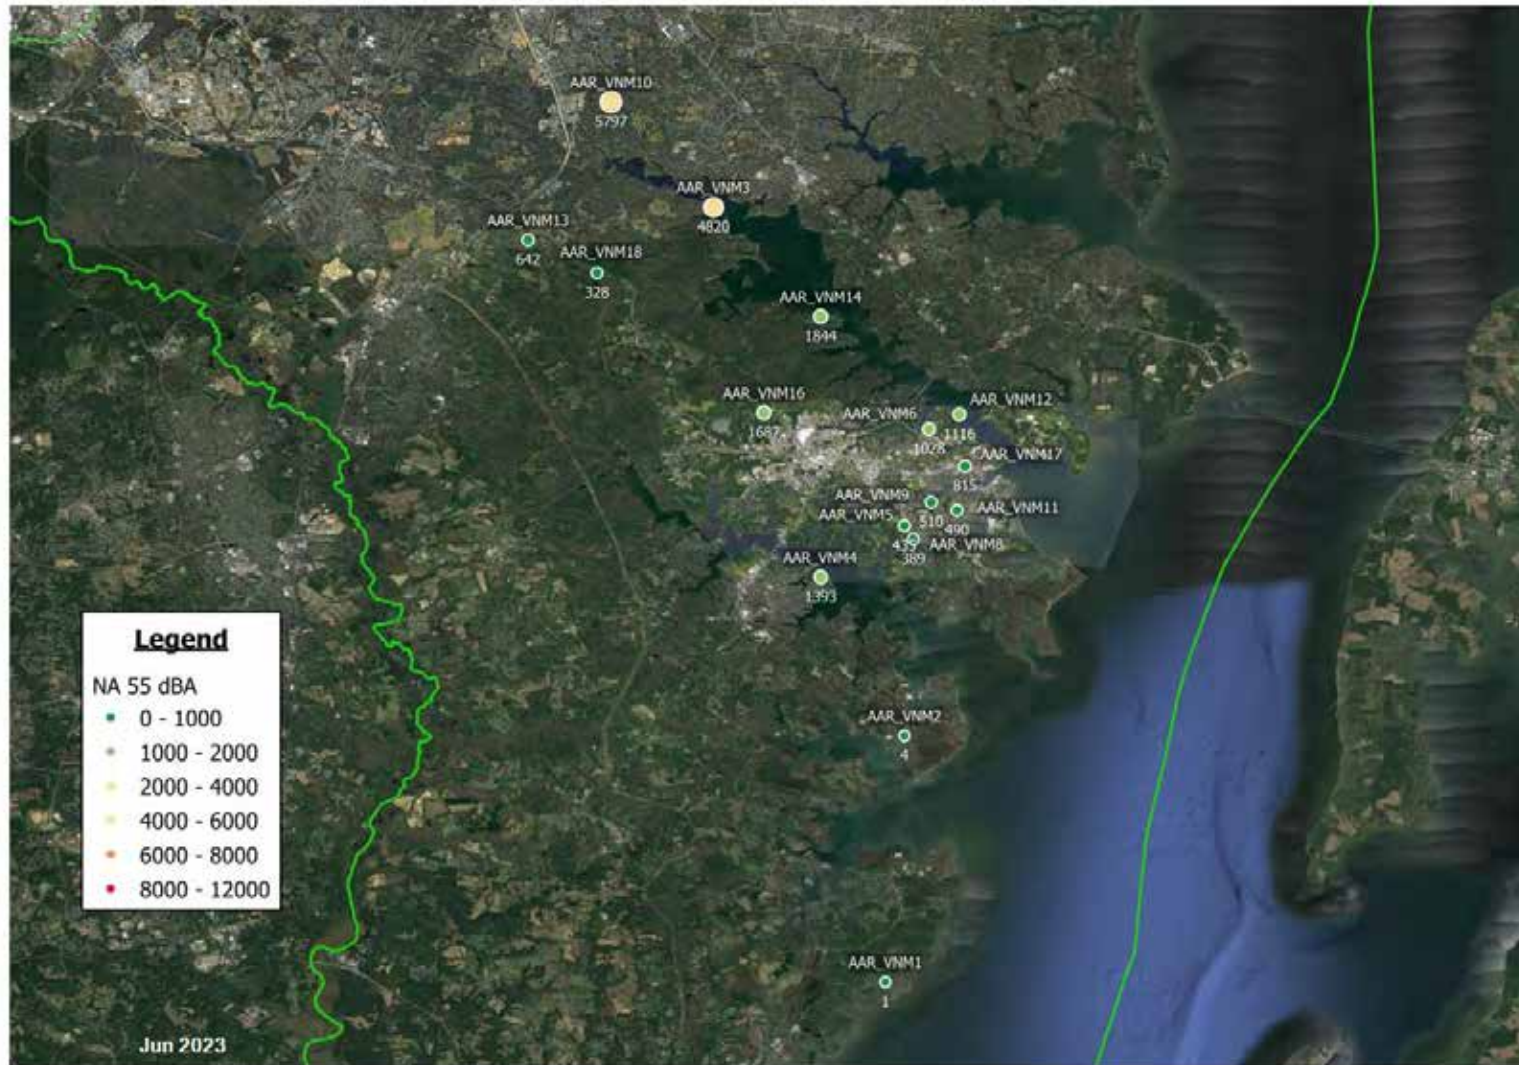 AAR_VNM10
5797
AAR_VNM3
4820
AAR_VNM13
642
AAR_VNM18
328
AAR_VNM14
1844
AAR_VNM16
1687
AAR_VNM6
1028
AAR_VNM12
1116
AAR_VNM17
815
AAR_VNM9
510
AAR_VNM11
490
AAR_VNM5
AAR_VNM8
389
AAR_VNM4
1393
Legend
NA 55 dBA
0 - 1000
1000 - 2000
2000 - 4000
4000 - 6000
6000 - 8000
8000 - 12000
AAR_VNM2
4
AAR_VNM1
1
Jun 2023